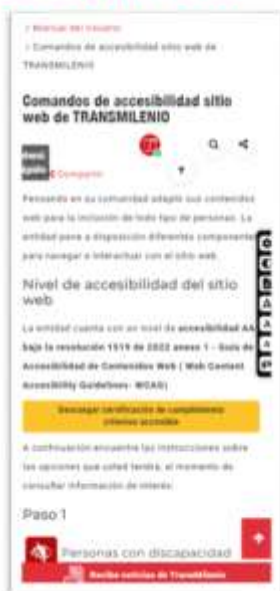 > Manual del Usuario
> Comandos de accesibilidad sitio web de
TRANSMILENIO
Comandos de accesibilidad sitio
web de TRANSMILENIO
Compartir
Pensando en su comunidad adaptó sus contenidos
web para la inclusión de todo tipo de personas. La
entidad pone a disposición diferentes componentes
para navegar e interactuar con el sitio web.
Nivel de accesibilidad del sitio
web
La entidad cuenta con un nivel de accesibilidad AA
bajo la resolución 1519 de 2022 anexo 1 - Guía de
Accesibilidad de Contenidos Web ( Web Content
Accessibility Guidelines- WCAG)
Descargar certificación de cumplimiento
criterios accesible
A continuación encuentre las instrucciones sobre
las opciones que usted tendrá, al momento de
consultar información de interés:
Paso 1
Personas con discapacidad
Recibe noticias de TransMilenio